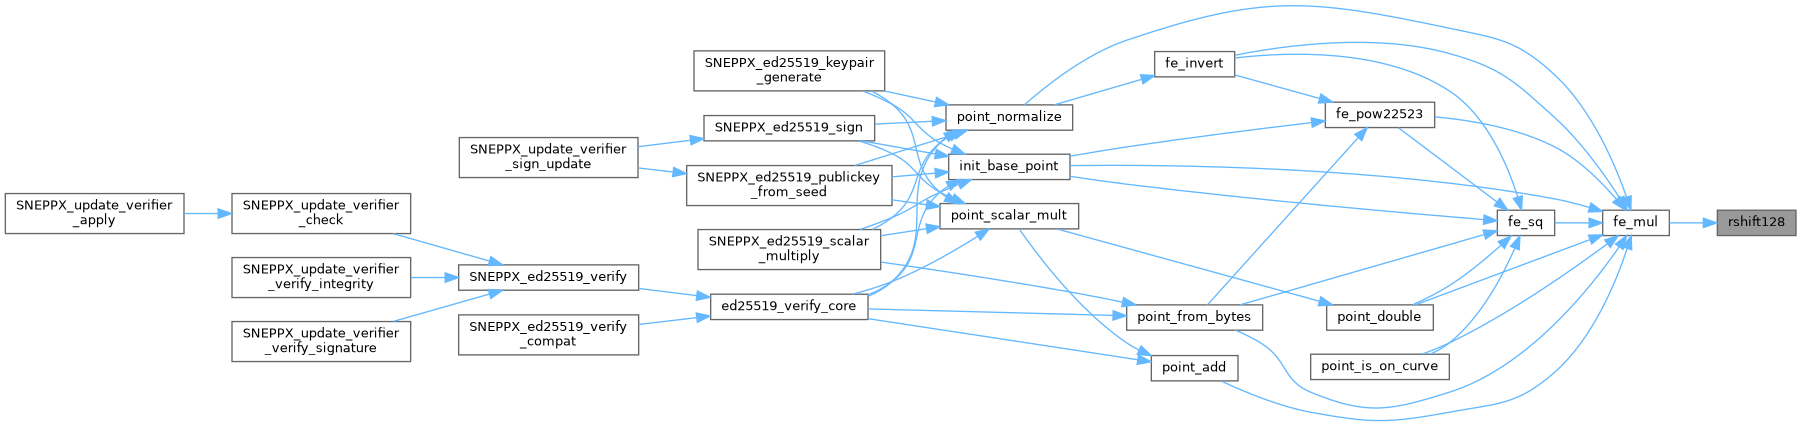 SNEPPX_update_verifier
_apply
SNEPPX_update_verifier
_check
SNEPPX_update_verifier
_verify_integrity
SNEPPX_update_verifier
_verify_signature
SNEPPX_update_verifier
_sign_update
SNEPPX_ed25519_verify
SNEPPX_ed25519_verify
_compat
SNEPPX_ed25519_keypair
_generate
SNEPPX_ed25519_sign
SNEPPX_ed25519_publickey
_from_seed
SNEPPX_ed25519_scalar
_multiply
ed25519_verify_core
point_normalize
init_base_point
point_scalar_mult
fe_invert
point_from_bytes
point_add
fe_pow22523
point_double
point_is_on_curve
fe_sq
fe_mul
rshift128